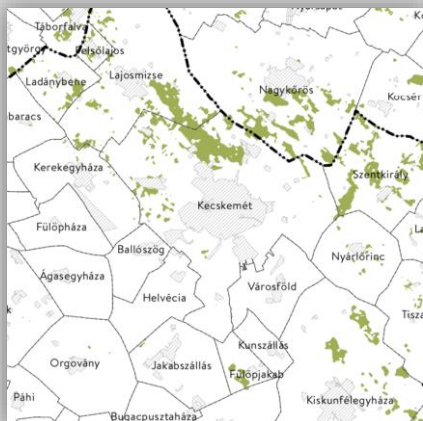 Táborfalva
Felsőlajos
Ladánybene
Lajosmizse
Nagykőrös
Kocsér
Kerekegyháza
Szentkirály
Kecskemét
Fülöpháza
Ballószög
Nyárlőrinc
Ágasegyháza
Helvécia
Városföld
Kunszállás
Orgovány
Jakabszállás
Fülöpjakab
Kiskunfélegyháza
Páhi
Bugacpusztaháza